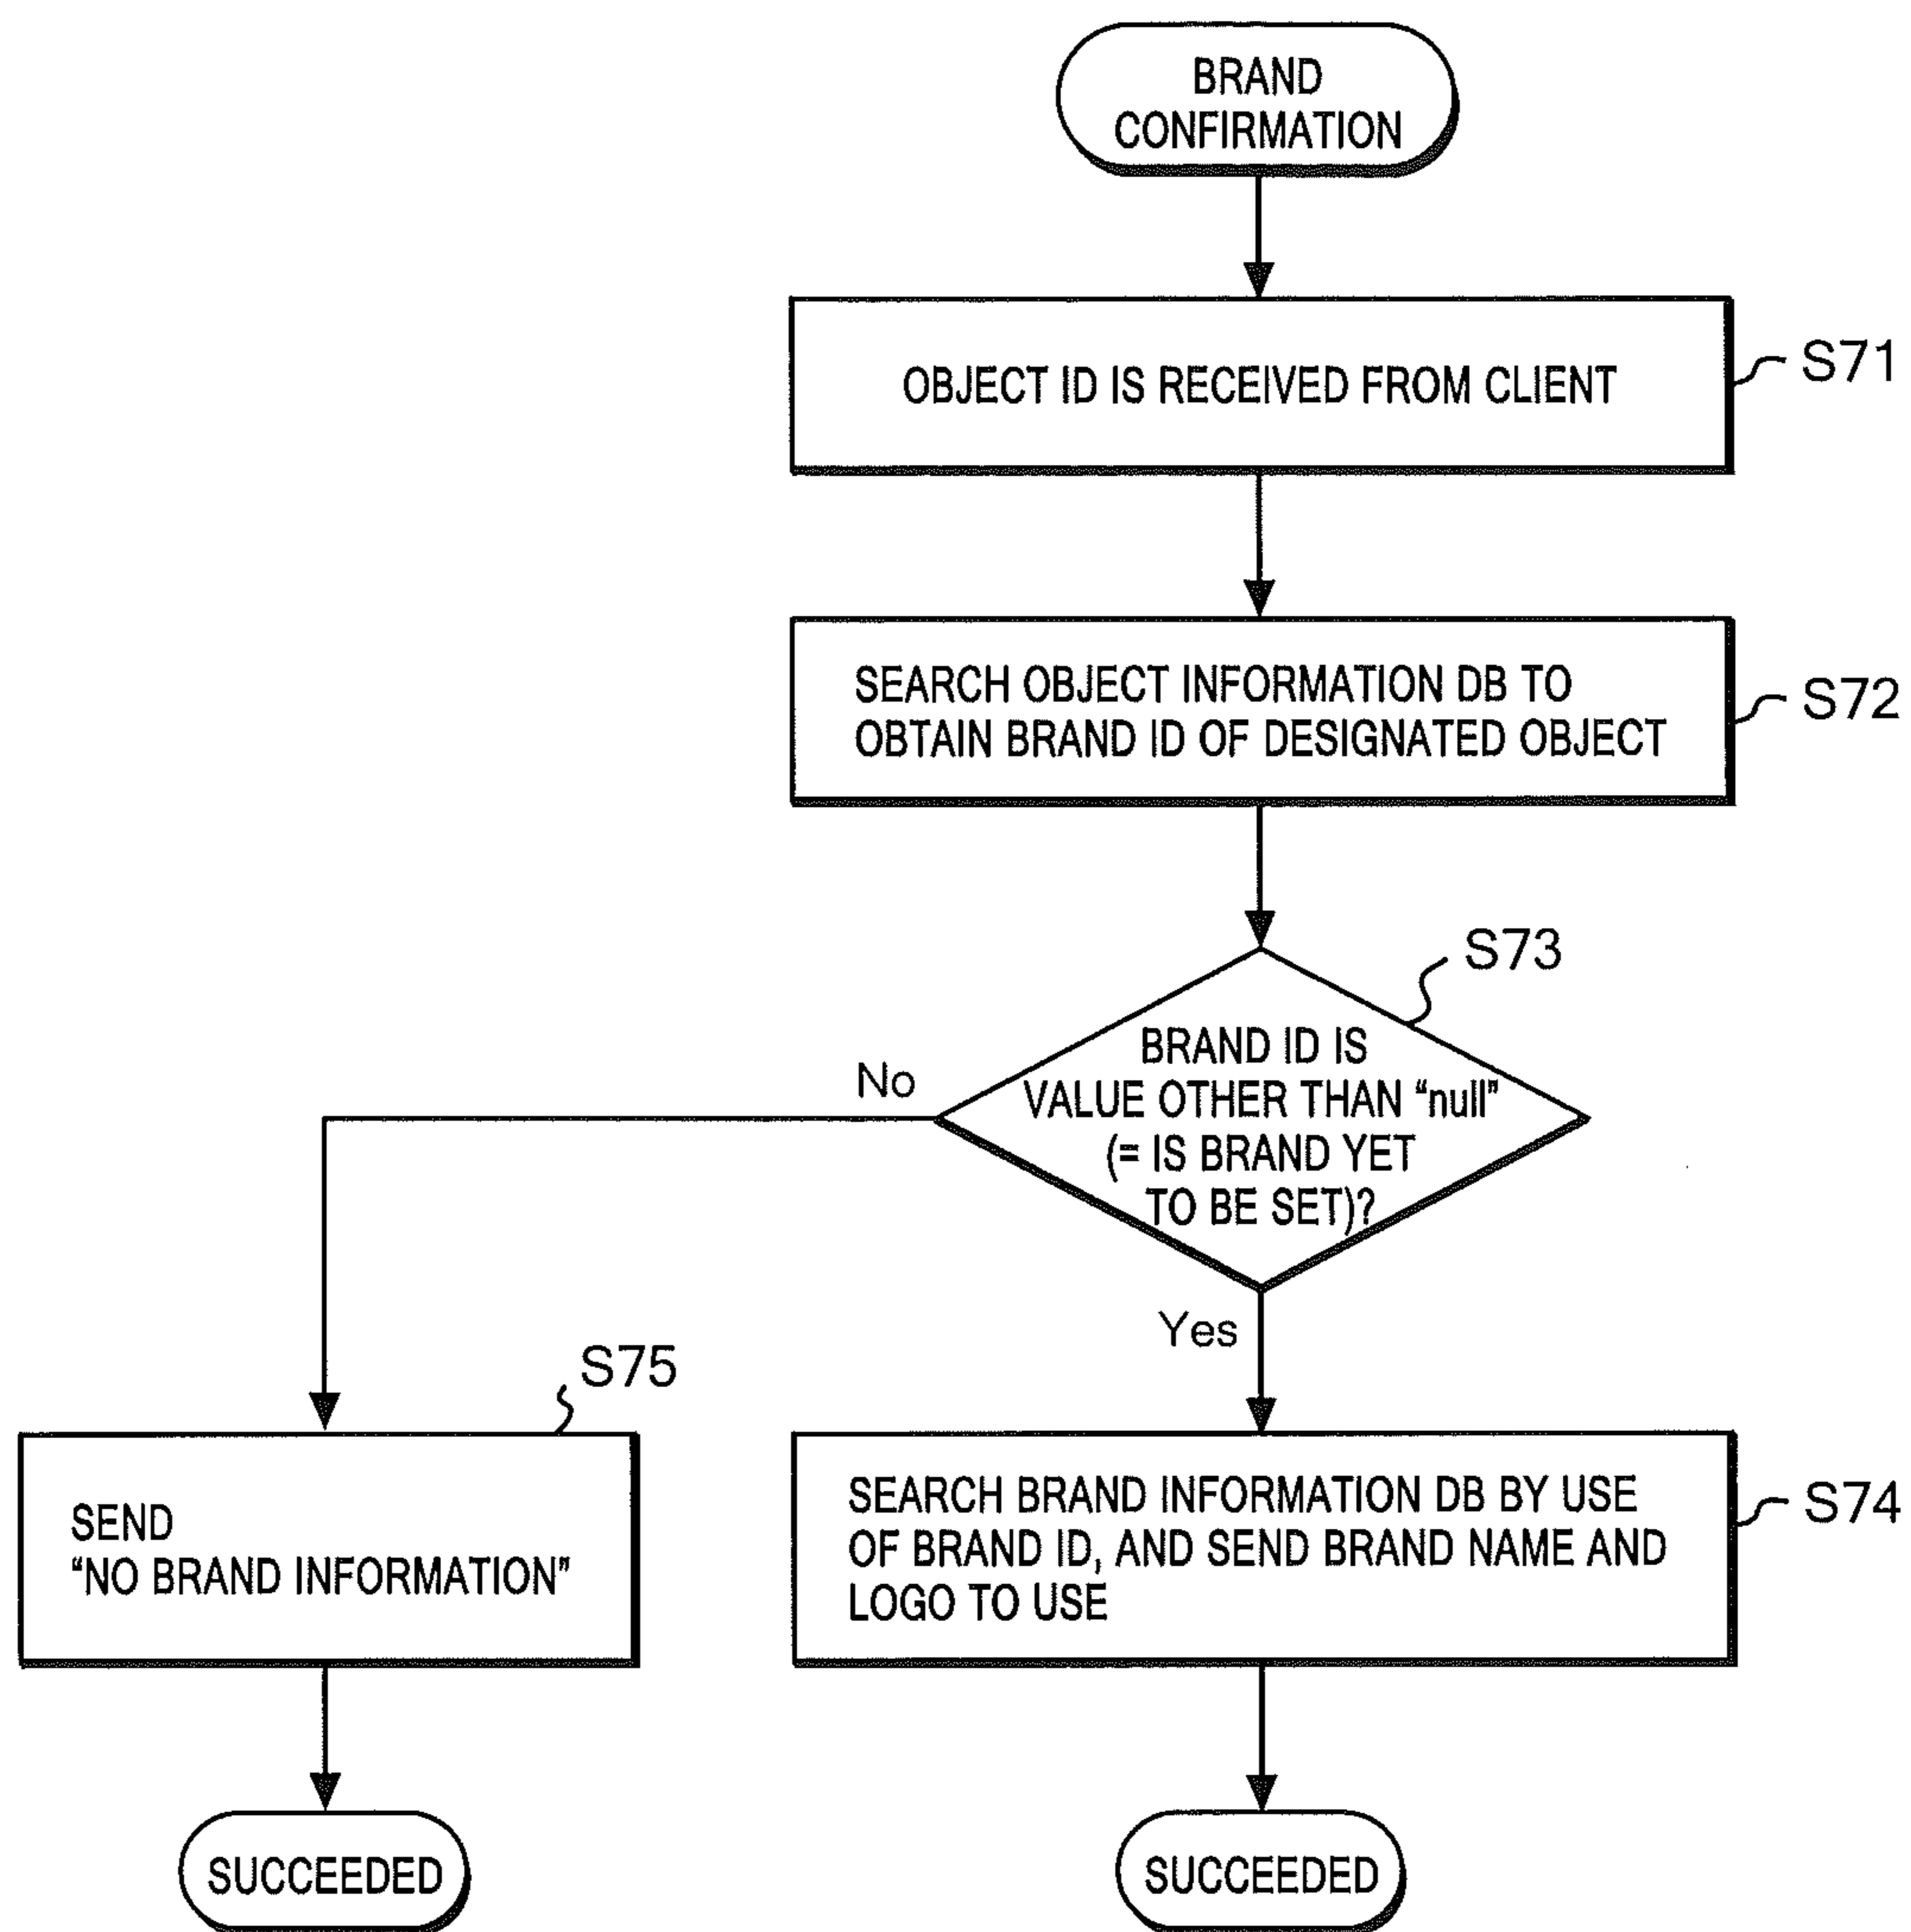 BRAND
CONFIRMATION
OBJECT ID IS RECEIVED FROM CLIENT
S71
SEARCH OBJECT INFORMATION DB TO
OBTAIN BRAND ID OF DESIGNATED OBJECT
S72
S73
BRAND ID IS
VALUE OTHER THAN “null”
(= IS BRAND YET
TO BE SET)?
No
Yes
S75
SEND
“NO BRAND INFORMATION”
SEARCH BRAND INFORMATION DB BY USE
OF BRAND ID, AND SEND BRAND NAME AND
LOGO TO USE
S74
SUCCEEDED
SUCCEEDED